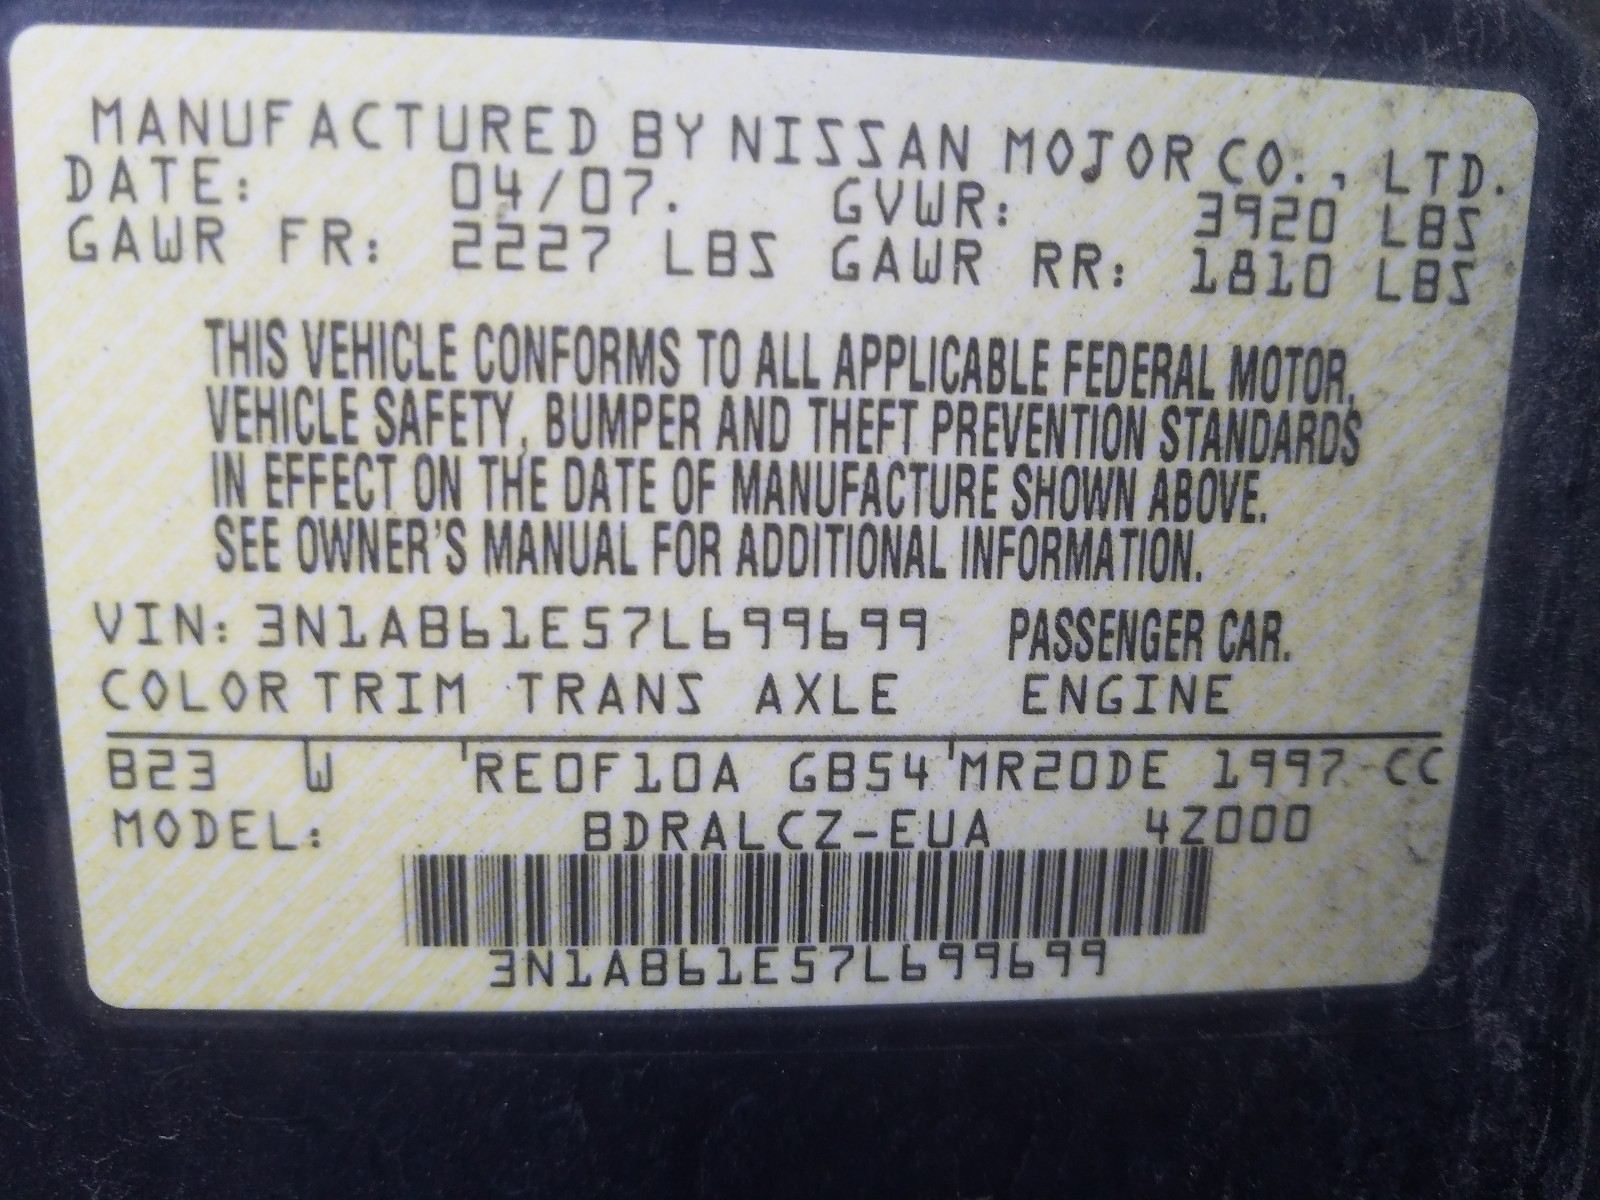 MANUFACTURED BY NISSAN MOTOR CO., LTD.
DATE: 04/07. GVWR: 3920 LBS
GAWR FR: 2227 LBS GAWR RR: 1810 LBS
THIS VEHICLE CONFORMS TO ALL APPLICABLE FEDERAL MOTOR,
VEHICLE SAFETY, BUMPER AND THEFT PREVENTION STANDARDS
IN EFFECT ON THE DATE OF MANUFACTURE SHOWN ABOVE.
SEE OWNER'S MANUAL FOR ADDITIONAL INFORMATION.
VIN: 3N1AB61E57L699699 PASSENGER CAR.
COLOR TRIM TRANS AXLE ENGINE
B23 W RE0F10A GB54 MR20DE 1997 CC
MODEL: BDRALCZ-EUA 4Z000
3N1AB61E57L699699